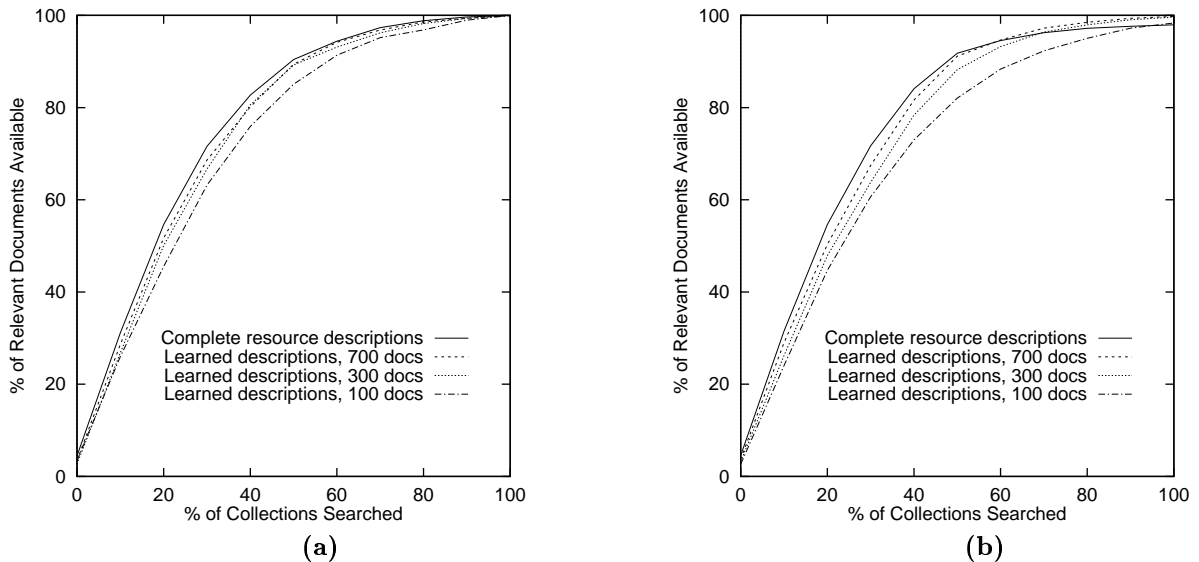 100
80
60
40
20
0
% of Relevant Documents Available
Complete resource descriptions
Learned descriptions, 700 docs
Learned descriptions, 300 docs
Learned descriptions, 100 docs
0 20 40 60 80 100
% of Collections Searched
(a)
100
80
60
40
20
0
% of Relevant Documents Available
Complete resource descriptions
Learned descriptions, 700 docs
Learned descriptions, 300 docs
Learned descriptions, 100 docs
0 20 40 60 80 100
% of Collections Searched
(b)